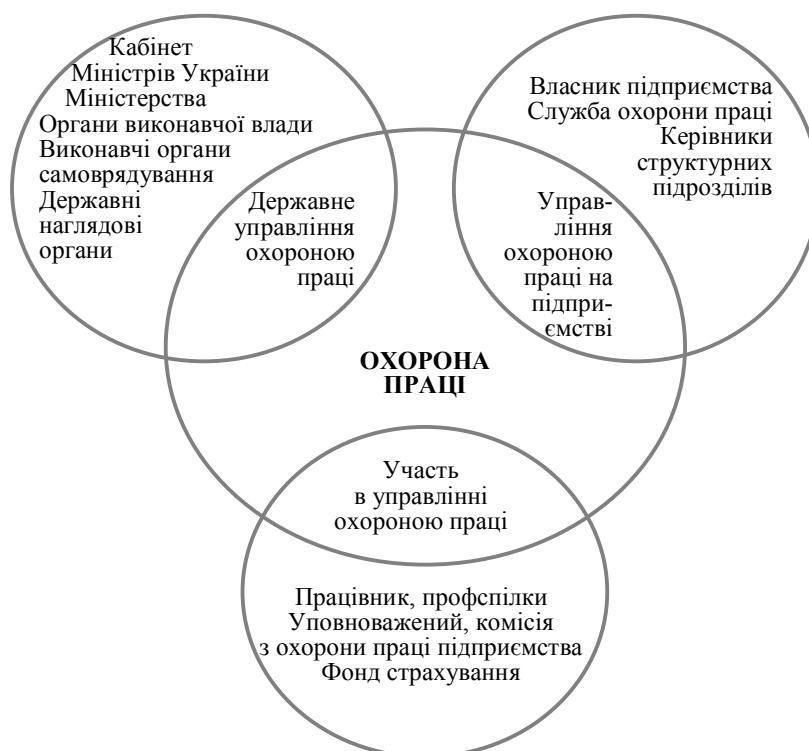 Кабінет
Міністрів України
Міністерства
Органи виконавчої влади
Виконавчі органи
самоврядування
Державні
наглядові
органи
Державне
управління
охороною
праці
Власник підприємства
Служба охорони праці
Керівники
структурних
підрозділів
Управ-
ління
охороною
праці на
підпри-
ємстві
ОХОРОНА
ПРАЦІ
Участь
в управлінні
охороною праці
Працівник, профспілки
Уповноважений, комісія
з охорони праці підприємства
Фонд страхування